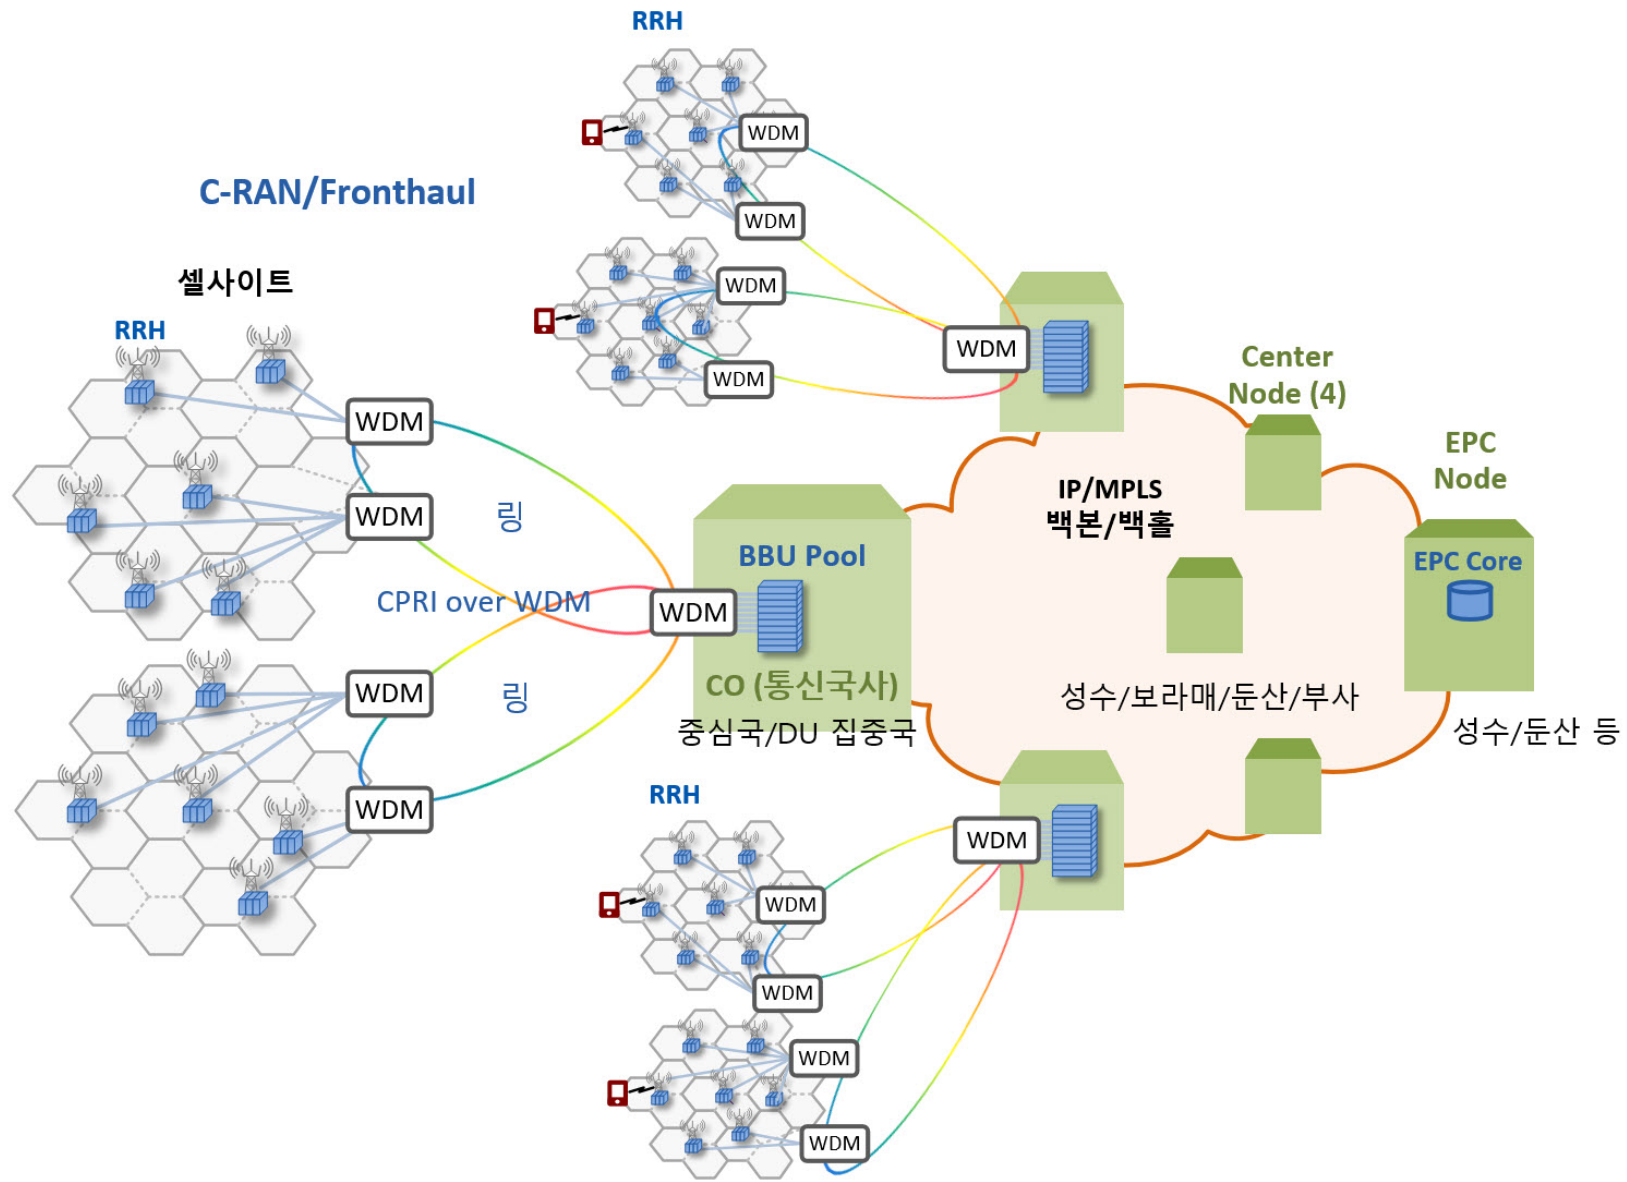 RRH
WDM
WDM
C-RAN/Fronthaul
셀사이트
RRH
WDM
WDM
WDM
WDM
WDM
링
CPRI over WDM
WDM
WDM
링
WDM
BBU Pool
CO (통신국사)
중심국/DU 집중국
IP/MPLS
백본/백홀
Center
Node (4)
EPC
Node
EPC Core
성수/보라매/둔산/부사
성수/둔산 등
RRH
WDM
WDM
WDM
WDM
WDM